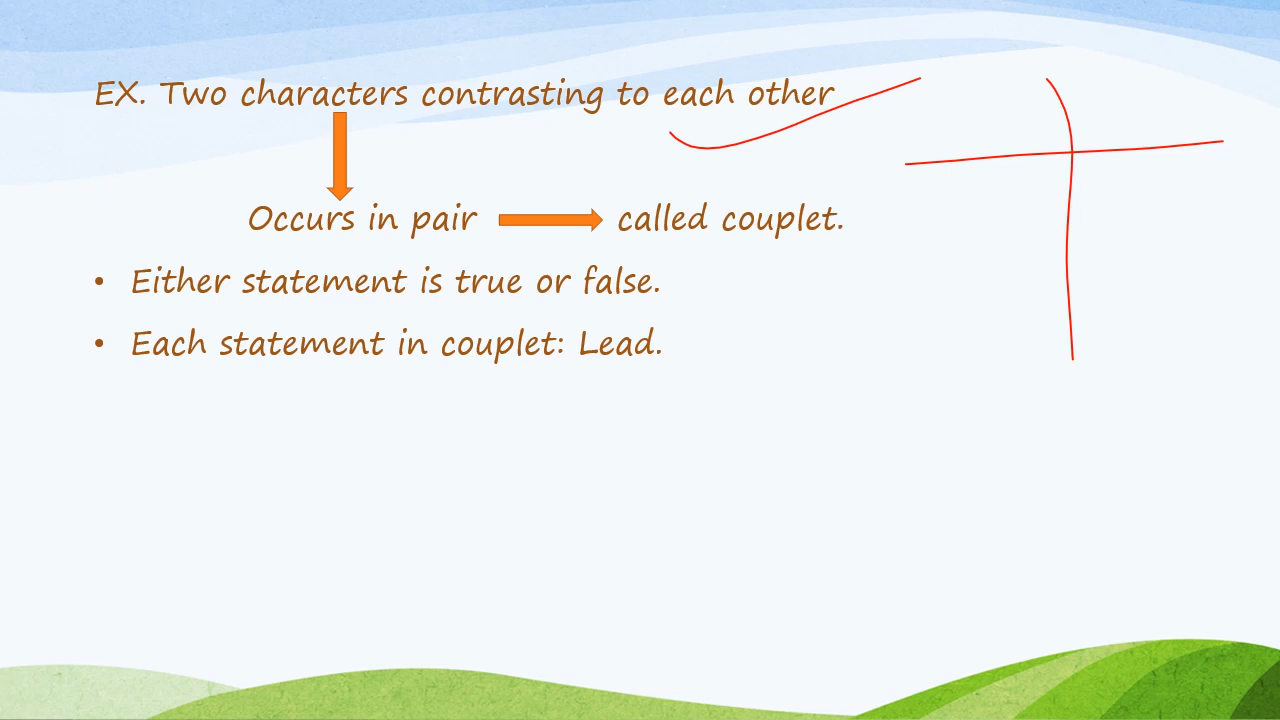 EX. Two characters contrasting to each other
Occurs in pair called couplet.
• Either statement is true or false.
• Each statement in couplet: Lead.